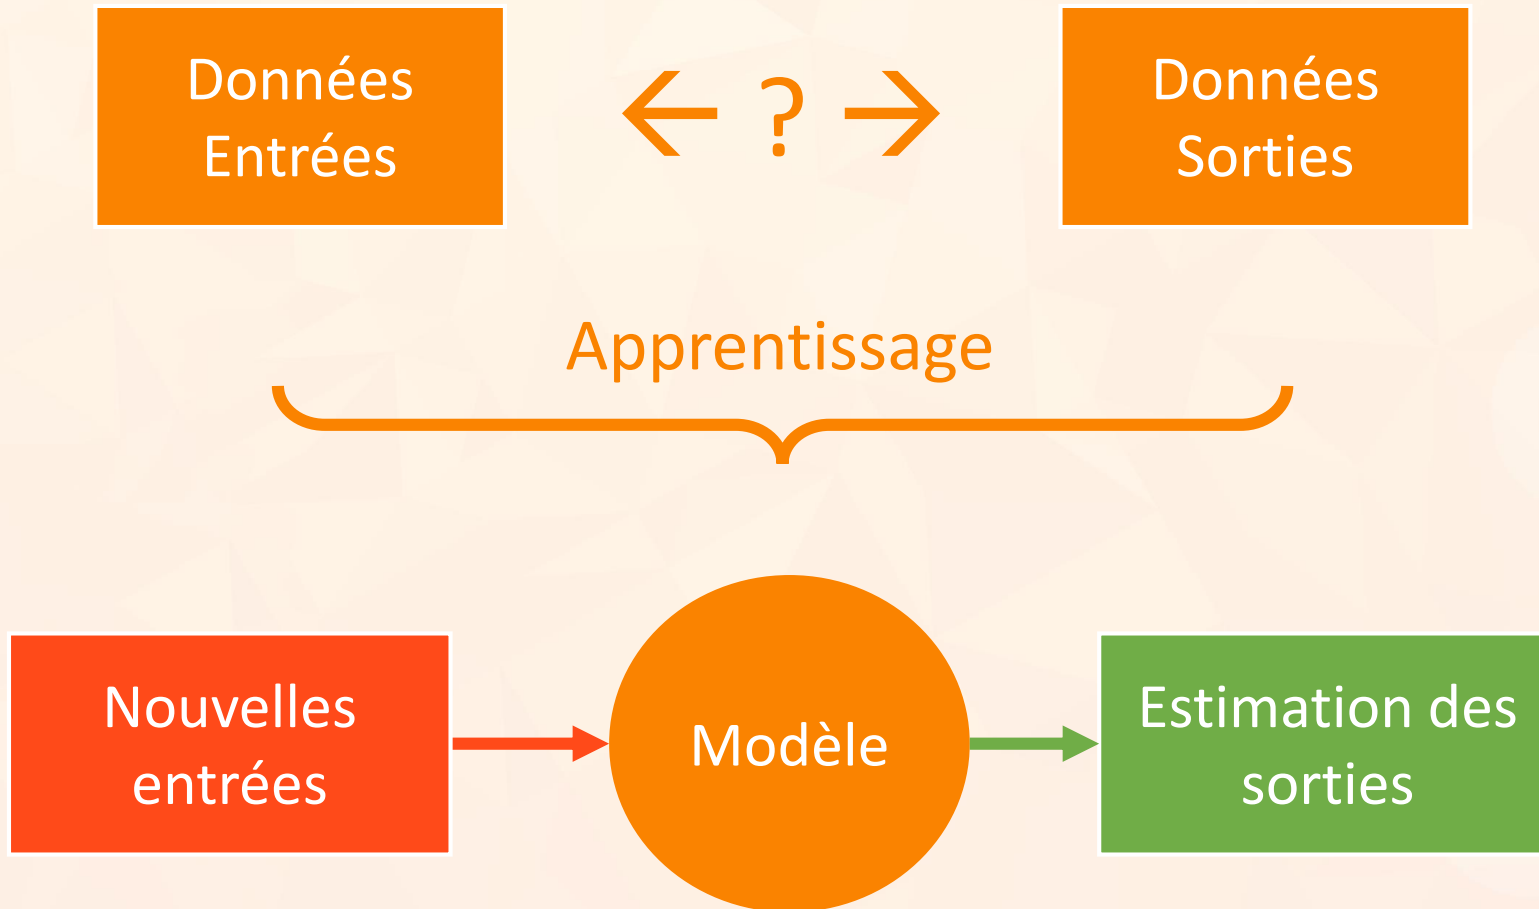 Données
Entrées
← ? →
Données
Sorties
Apprentissage
Nouvelles
entrées
Modèle
Estimation des
sorties